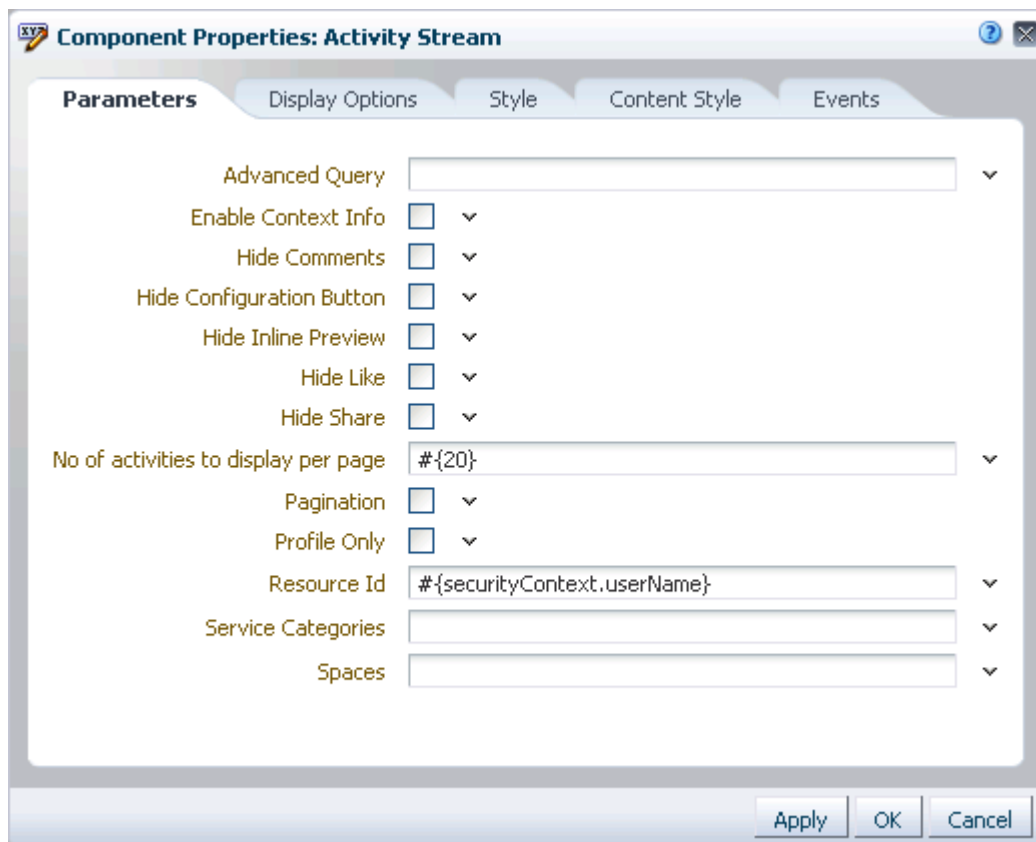 Component Properties: Activity Stream
Parameters Display Options Style Content Style Events
Advanced Query
Enable Context Info
Hide Comments
Hide Configuration Button
Hide Inline Preview
Hide Like
Hide Share
No of activities to display per page #{20}
Pagination
Profile Only
Resource Id #{securityContext.userName}
Service Categories
Spaces
Apply OK Cancel